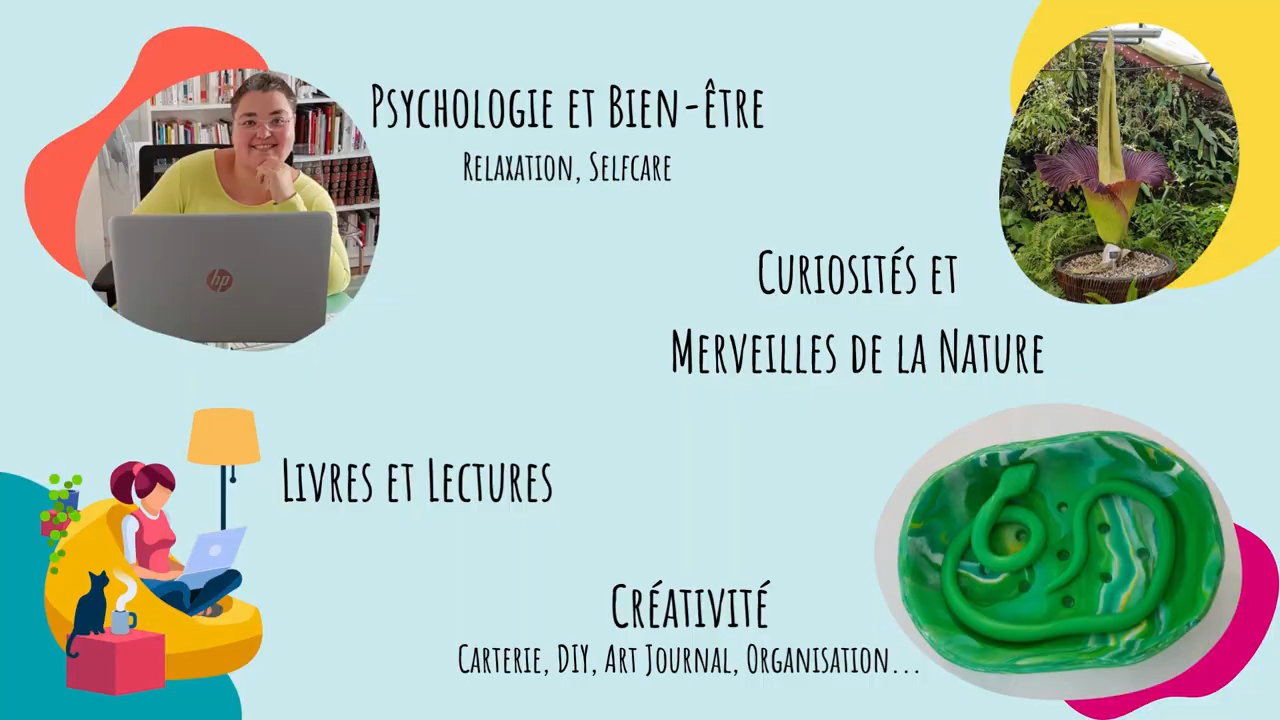 Psychologie et Bien-être
Relaxation, Selfcare
Curiosités et
Merveilles de la Nature
hp
Livres et Lectures
Créativité
Carterie, DIY, Art Journal, Organisation...